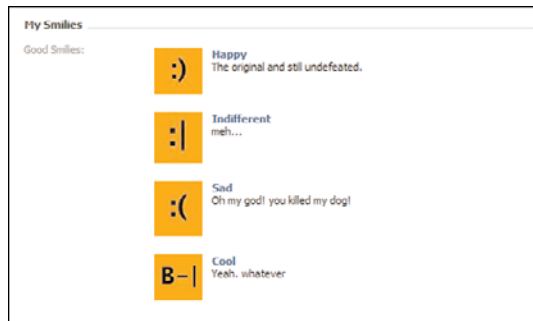 My Smilies
Good Smilies:
:)
Happy
The original and still undefeated.
:|
Indifferent
meh...
:(
Sad
Oh my god! you killed my dog!
B-|
Cool
Yeah. whatever